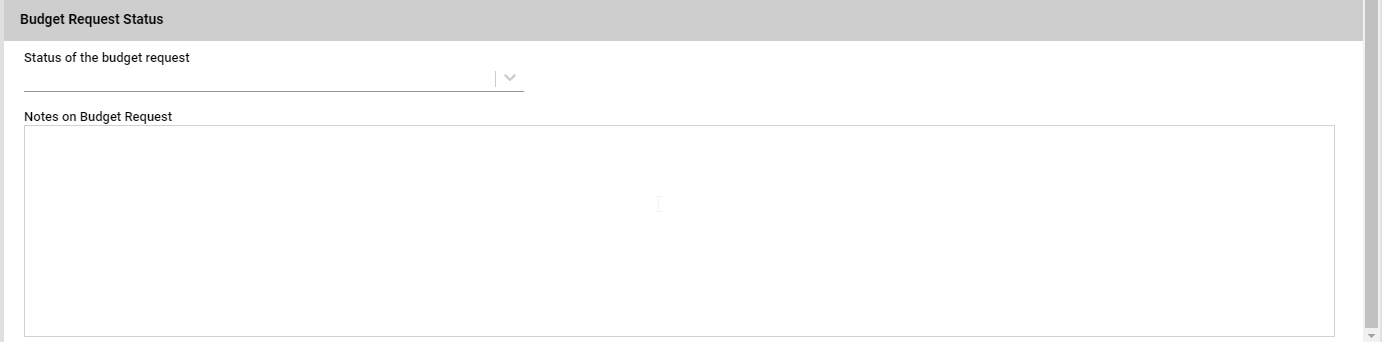 Budget Request Status
Status of the budget request
Notes on Budget Request